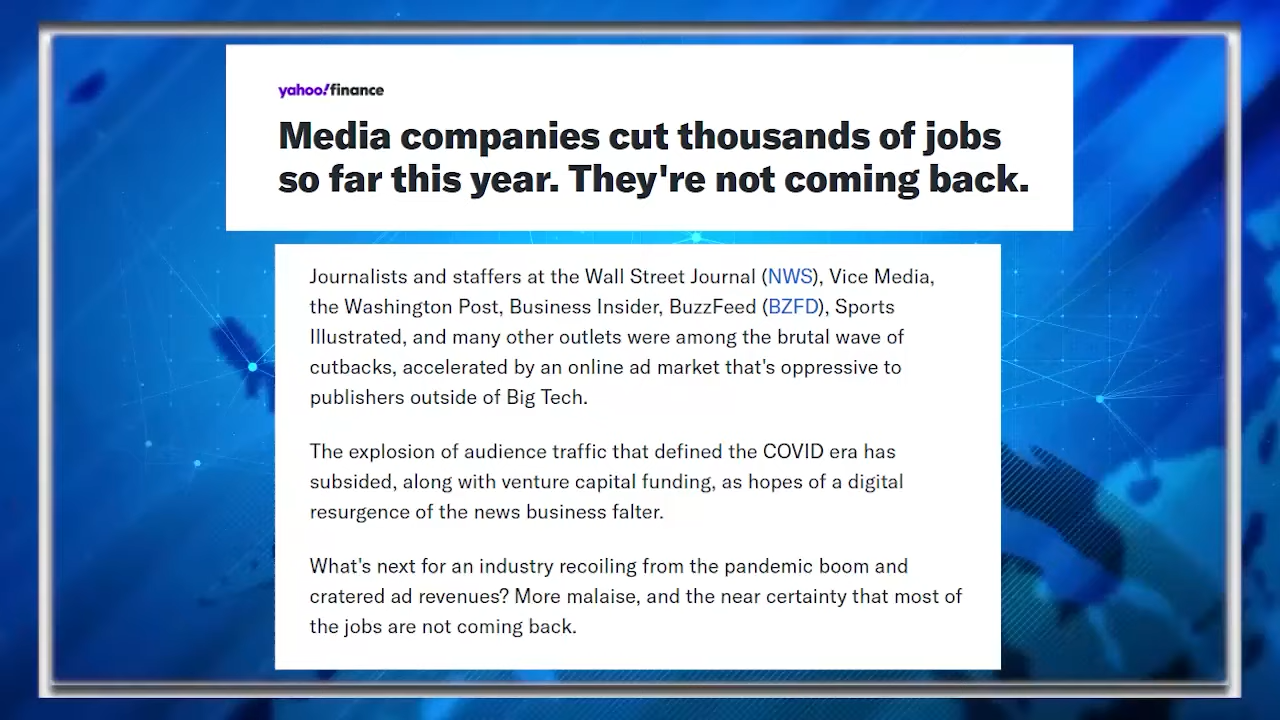 yahoo!finance
Media companies cut thousands of jobs
so far this year. They're not coming back.
Journalists and staffers at the Wall Street Journal (NWS), Vice Media,
the Washington Post, Business Insider, BuzzFeed (BZFD), Sports
Illustrated, and many other outlets were among the brutal wave of
cutbacks, accelerated by an online ad market that's oppressive to
publishers outside of Big Tech.
The explosion of audience traffic that defined the COVID era has
subsided, along with venture capital funding, as hopes of a digital
resurgence of the news business falter.
What's next for an industry recoiling from the pandemic boom and
cratered ad revenues? More malaise, and the near certainty that most of
the jobs are not coming back.